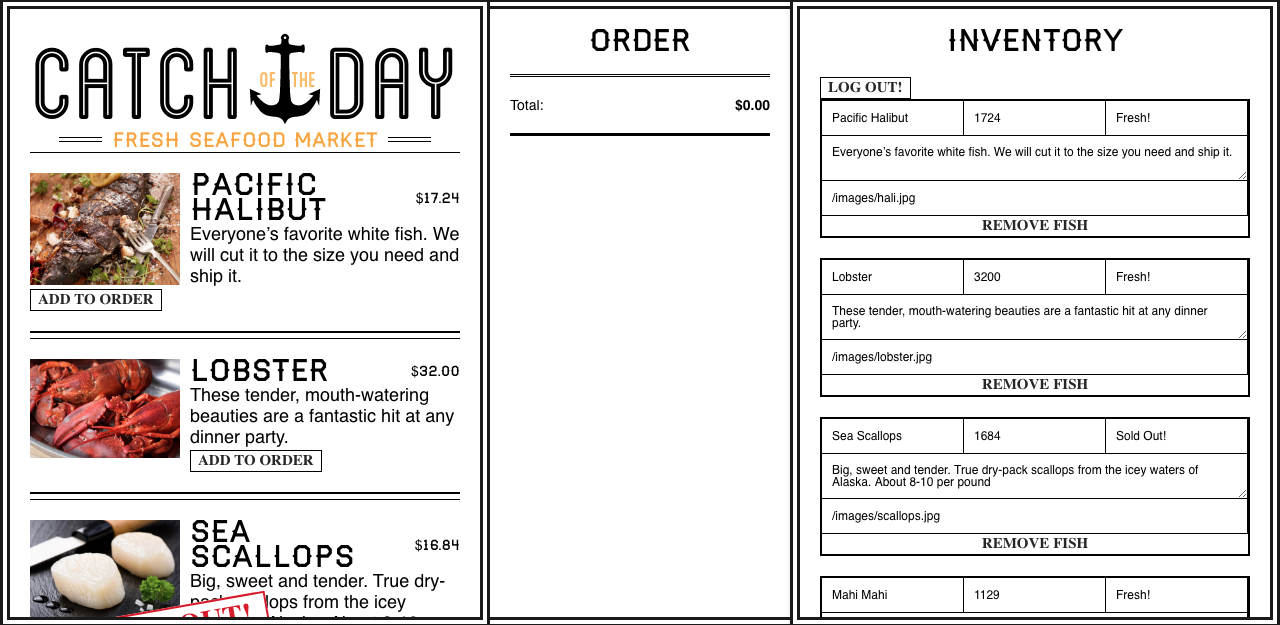 CATCH OF THE DAY
FRESH SEAFOOD MARKET
PACIFIC
HALIBUT
$17.24
Everyone’s favorite white fish. We
will cut it to the size you need and
ship it.
ADD TO ORDER
LOBSTER
$32.00
These tender, mouth-watering
beauties are a fantastic hit at any
dinner party.
ADD TO ORDER
SEA
SCALLOPS
$16.84
Big, sweet and tender. True dry-
from the icey
OUT!
ORDER
Total:
$0.00
INVENTORY
LOG OUT!
Pacific Halibut
1724
Fresh!
Everyone’s favorite white fish. We will cut it to the size you need and ship it.
/images/hali.jpg
REMOVE FISH
Lobster
3200
Fresh!
These tender, mouth-watering beauties are a fantastic hit at any dinner
party.
/images/lobster.jpg
REMOVE FISH
Sea Scallops
1684
Sold Out!
Big, sweet and tender. True dry-pack scallops from the icey waters of
Alaska. About 8-10 per pound
/images/scallops.jpg
REMOVE FISH
Mahi Mahi
1129
Fresh!